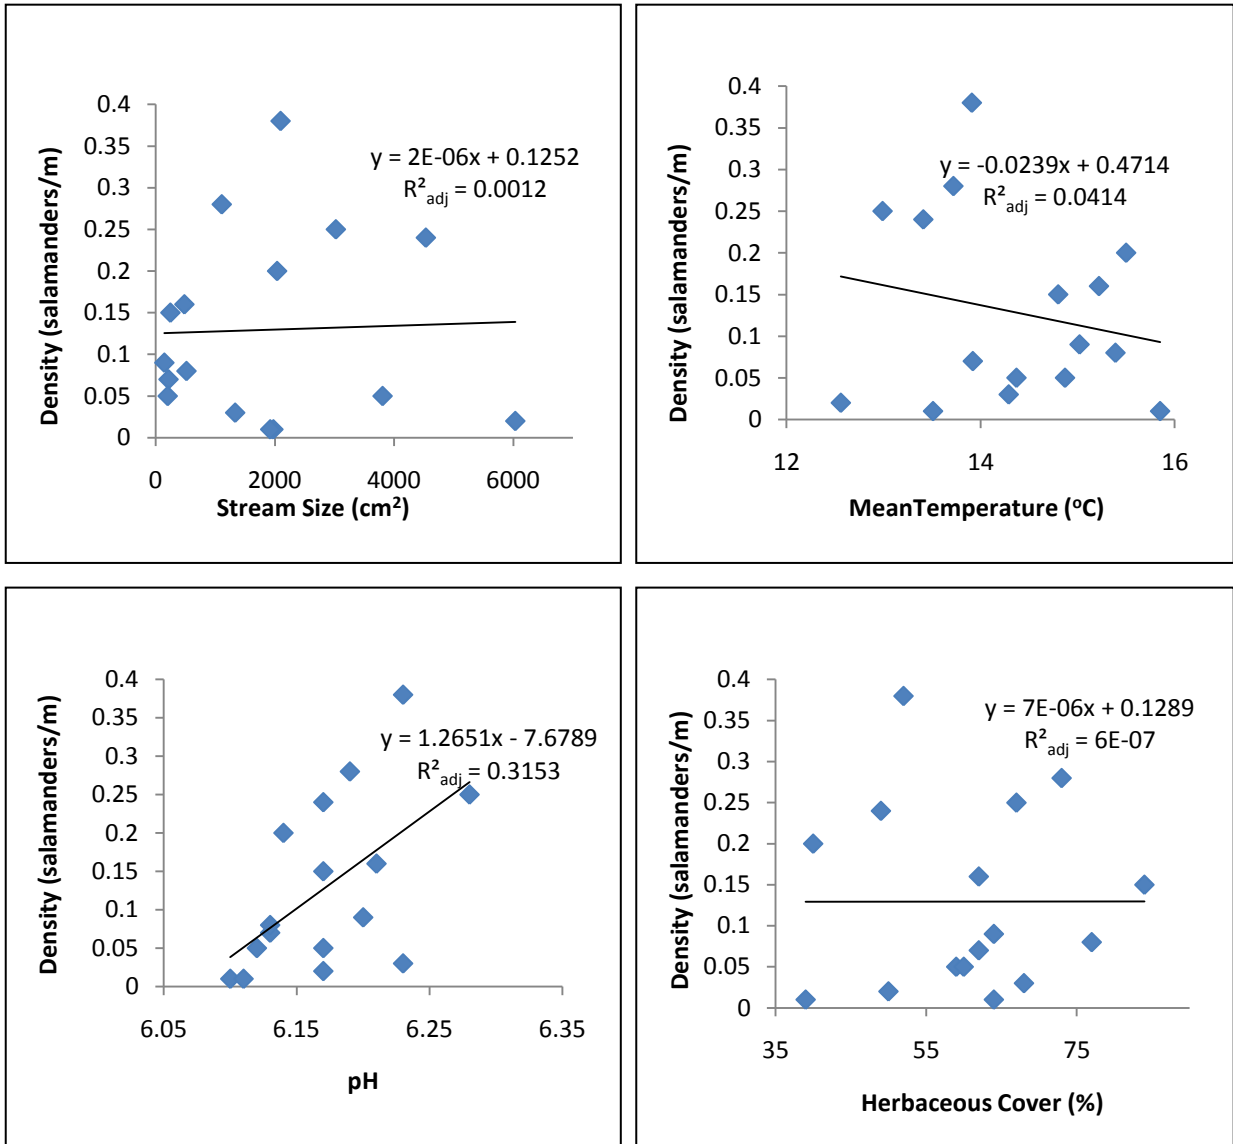 Density (salamanders/m)
0.4
0.35
0.3
0.25
0.2
0.15
0.1
0.05
0
y = 2E-06x + 0.1252
R²adj = 0.0012
0 2000 4000 6000
Stream Size (cm²)
Density (salamanders/m)
0.4
0.35
0.3
0.25
0.2
0.15
0.1
0.05
0
y = -0.0239x + 0.4714
R²adj = 0.0414
12 14 16
MeanTemperature (ºC)
Density (salamanders/m)
0.4
0.35
0.3
0.25
0.2
0.15
0.1
0.05
0
y = 1.2651x - 7.6789
R²adj = 0.3153
6.05 6.15 6.25 6.35
pH
Density (salamanders/m)
0.4
0.35
0.3
0.25
0.2
0.15
0.1
0.05
0
y = 7E-06x + 0.1289
R²adj = 6E-07
35 55 75
Herbaceous Cover (%)